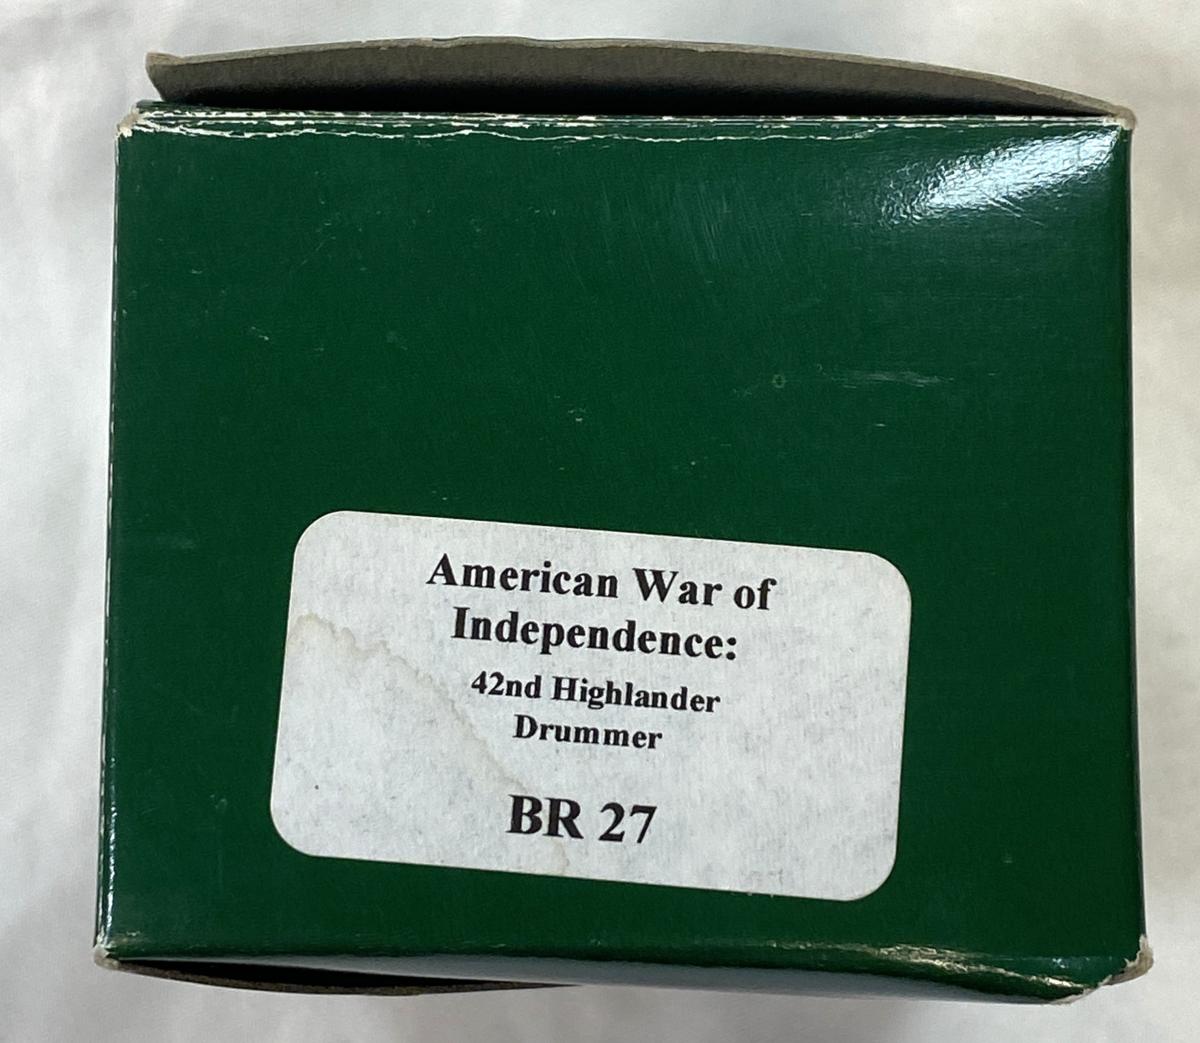 American War of
Independence:
42nd Highlander
Drummer
BR 27